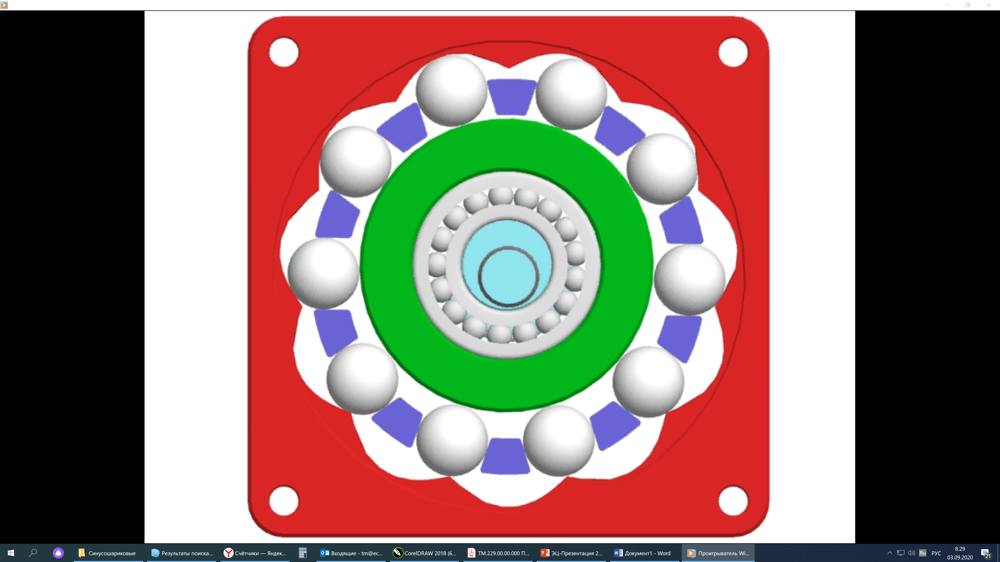 Синусошариковые
Результаты поиска...
Счётчики — Яндек...
Входящие - tm@ec...
CorelDRAW 2018 (6...
ТМ.229.00.00.000 П...
ЭЦ-Презентация 2...
Документ1 - Word
Проигрыватель Wi...
Ru
РУС
8:29
03.09.2020
21